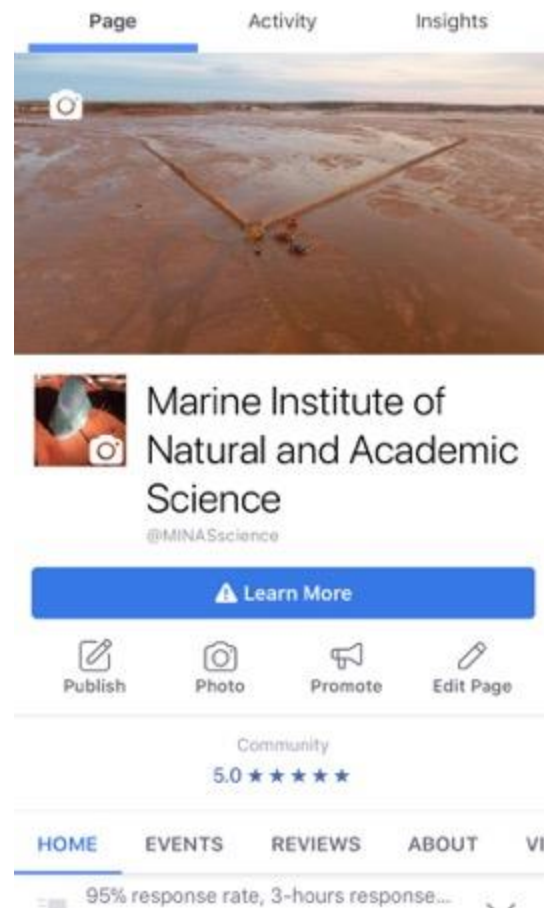 Page Activity Insights
Marine Institute of
Natural and Academic
Science
@MINASscience
Learn More
Publish Photo Promote Edit Page
Community
5.0 ★★★★★
HOME EVENTS REVIEWS ABOUT VI
95% response rate, 3-hours response...